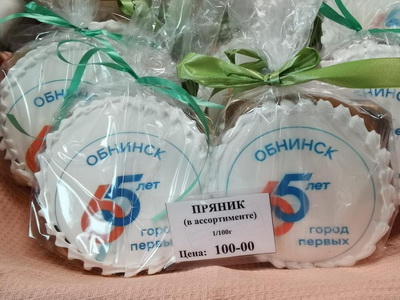 ОБНИНСК
65 лет
город
первых
ОБНИНСК
65 лет
город
первых
ПРЯНИК
(в ассортименте)
1/100г
Цена: 100-00